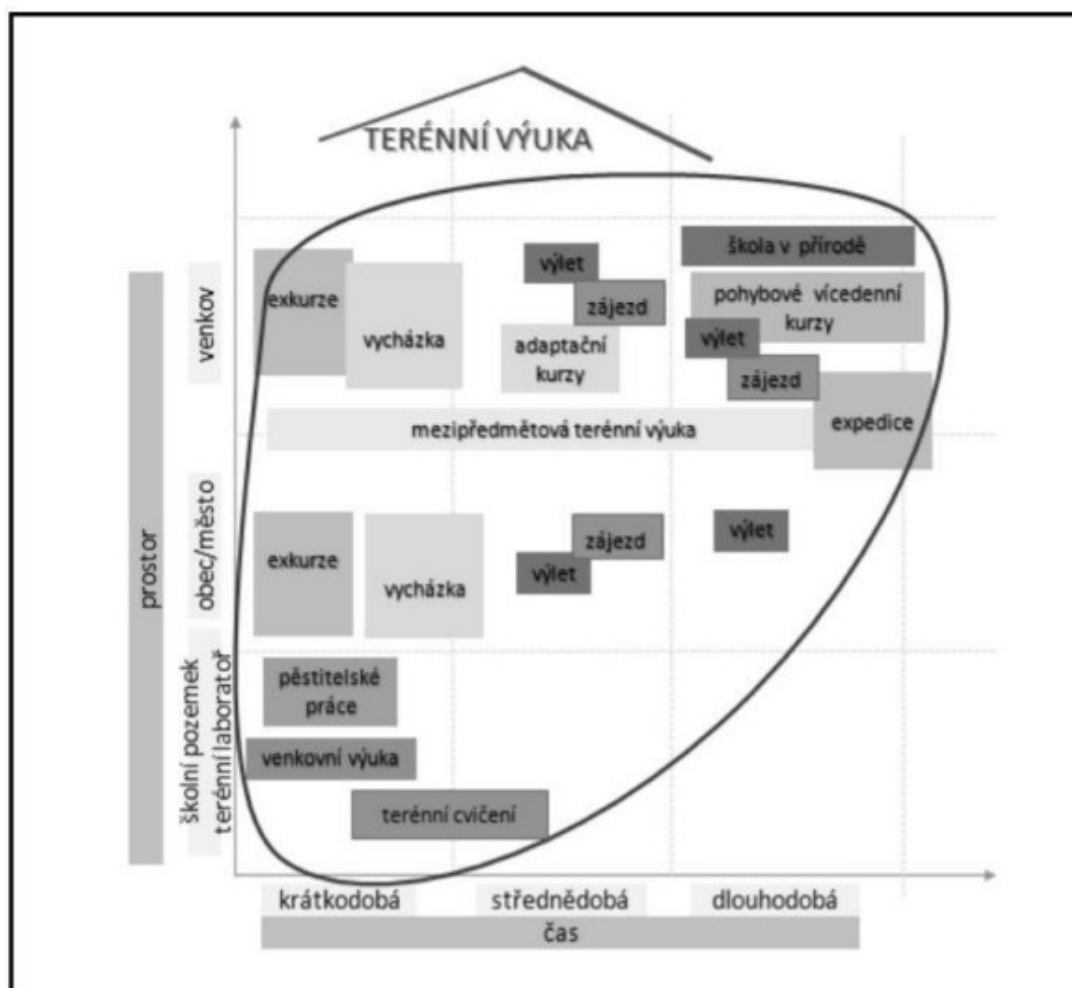 TERÉNNÍ VÝUKA
škola v přírodě
výlet
exkurze
zájezd
pohybové vícedenní
kurzy
vycházka
adaptační
kurzy
výlet
zájezd
mezipředmětová terénní výuka
expedice
venkov
exkurze
vycházka
zájezd
výlet
výlet
obec/město
prostor
pěstitelské
práce
venkovní výuka
terénní cvičení
školní pozemek
terénní laboratoř
krátkodobá
střednědobá
dlouhodobá
čas